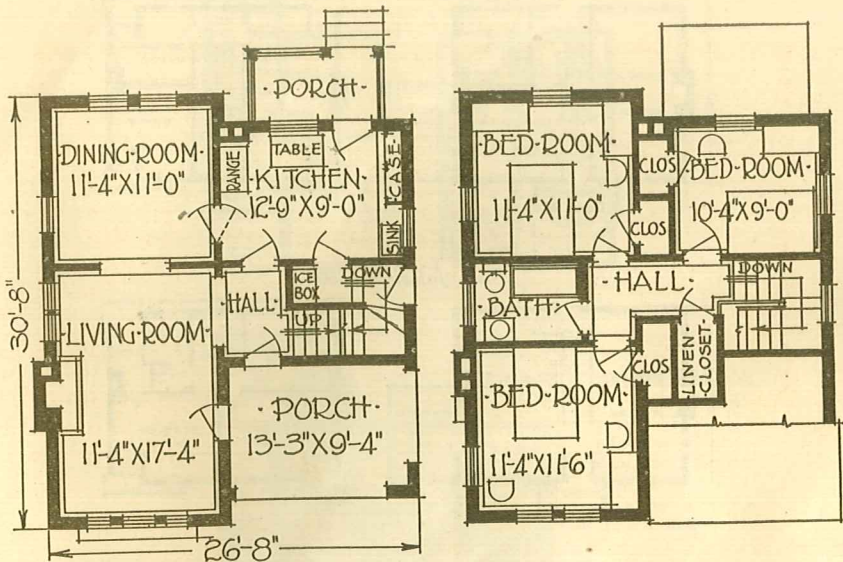 ·PORCH·
·DINING·ROOM·
11'-4"X11'-0"
RANGE
TABLE
·KITCHEN·
12'-9"X9'-0"
CASE
SINK
ICE
BOX
DOWN
·HALL·
UP
·LIVING·ROOM·
11'-4"X17'-4"
·PORCH·
13'-3"X9'-4"
30'-8"
26'-8"
·BED·ROOM·
11'-4"X11'-0"
CLOS
CLOS
·BED·ROOM·
10'-4"X9'-0"
·HALL·
DOWN
·BATH·
·BED·ROOM·
11'-4"X11'-6"
CLOS
LINEN·
CLOSET·